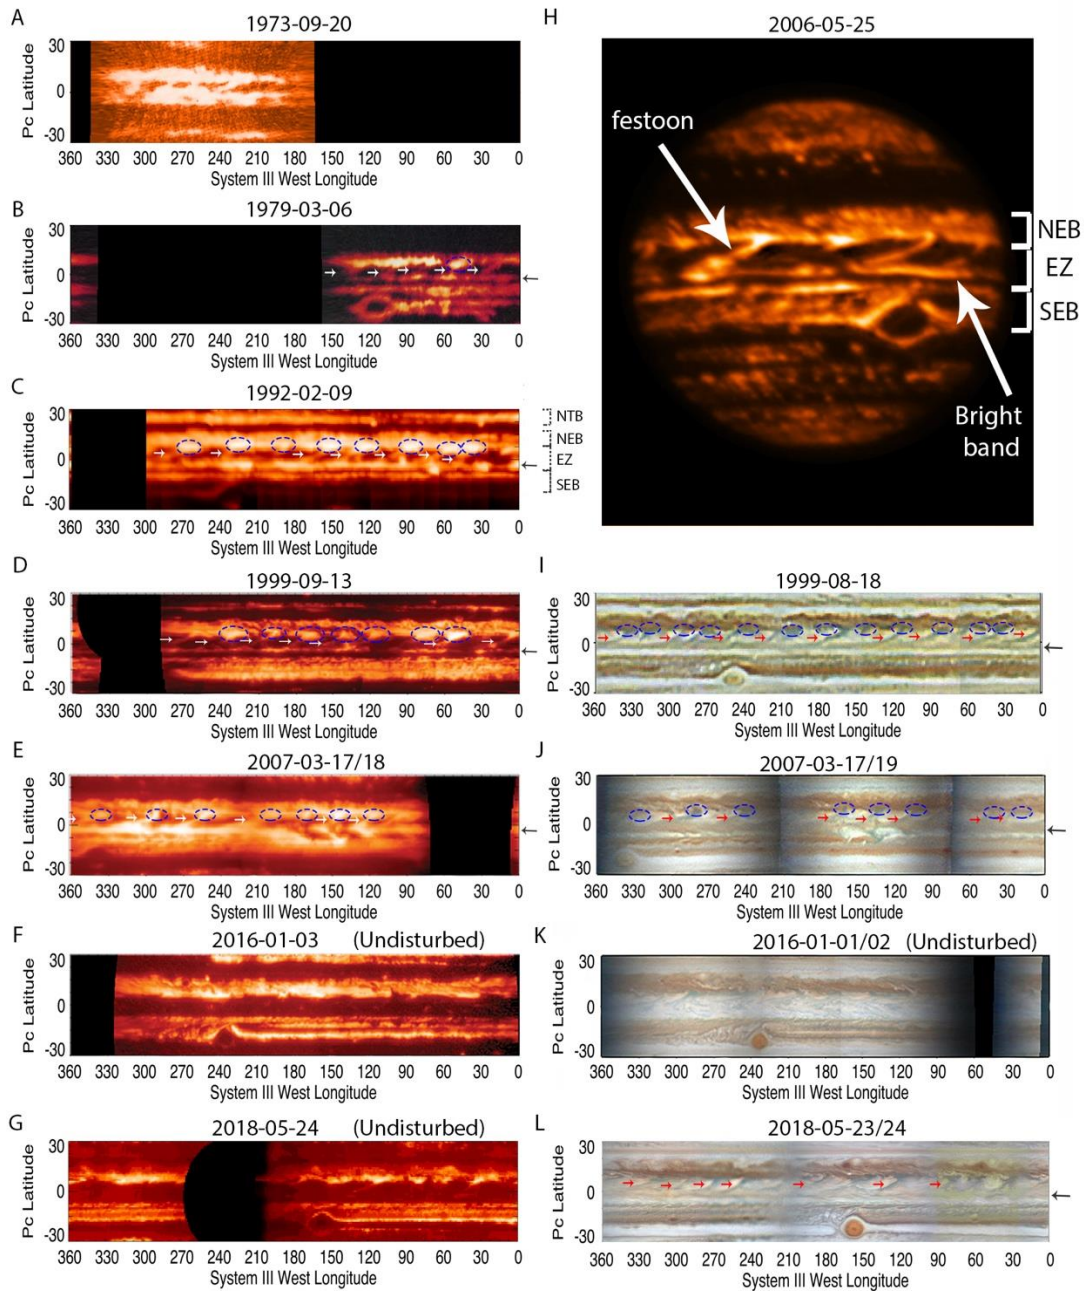 A
1973-09-20
Pc Latitude
30
0
-30
360 330 300 270 240 210 180 150 120 90 60 30 0
System III West Longitude
B
1979-03-06
Pc Latitude
30
0
-30
360 330 300 270 240 210 180 150 120 90 60 30 0
System III West Longitude
C
1992-02-09
Pc Latitude
30
0
-30
NTB
NEB
EZ
SEB
360 330 300 270 240 210 180 150 120 90 60 30 0
System III West Longitude
H
2006-05-25
festoon
NEB
EZ
SEB
Bright
band
D
1999-09-13
Pc Latitude
30
0
-30
360 330 300 270 240 210 180 150 120 90 60 30 0
System III West Longitude
I
1999-08-18
Pc Latitude
30
0
-30
360 330 300 270 240 210 180 150 120 90 60 30 0
System III West Longitude
E
2007-03-17/18
Pc Latitude
30
0
-30
360 330 300 270 240 210 180 150 120 90 60 30 0
System III West Longitude
J
2007-03-17/19
Pc Latitude
30
0
-30
360 330 300 270 240 210 180 150 120 90 60 30 0
System III West Longitude
F
2016-01-03 (Undisturbed)
Pc Latitude
30
0
-30
360 330 300 270 240 210 180 150 120 90 60 30 0
System III West Longitude
K
2016-01-01/02 (Undisturbed)
Pc Latitude
30
0
-30
360 330 300 270 240 210 180 150 120 90 60 30 0
System III West Longitude
G
2018-05-24 (Undisturbed)
Pc Latitude
30
0
-30
360 330 300 270 240 210 180 150 120 90 60 30 0
System III West Longitude
L
2018-05-23/24
Pc Latitude
30
0
-30
360 330 300 270 240 210 180 150 120 90 60 30 0
System III West Longitude